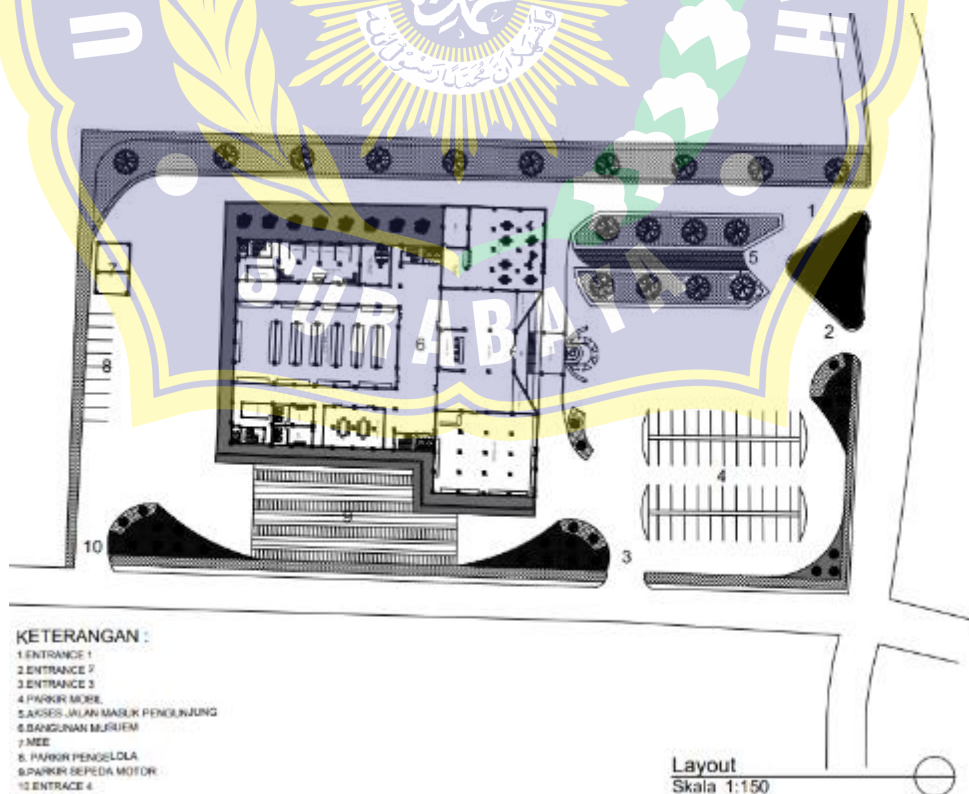 U
H
SURABAYA
1
7
5
2
6
8
4
9
10
3
KETERANGAN :
1.ENTRANCE 1
2.ENTRANCE 2
3.ENTRANCE 3
4.PARKIR MOBIL
5.AKSES JALAN MASUK PENGUNJUNG
6.BANGUNAN MUSUEM
7.MEE
8. PARKIR PENGELOLA
9.PARKIR SEPEDA MOTOR
10.ENTRACE 4
Layout
Skala 1:150